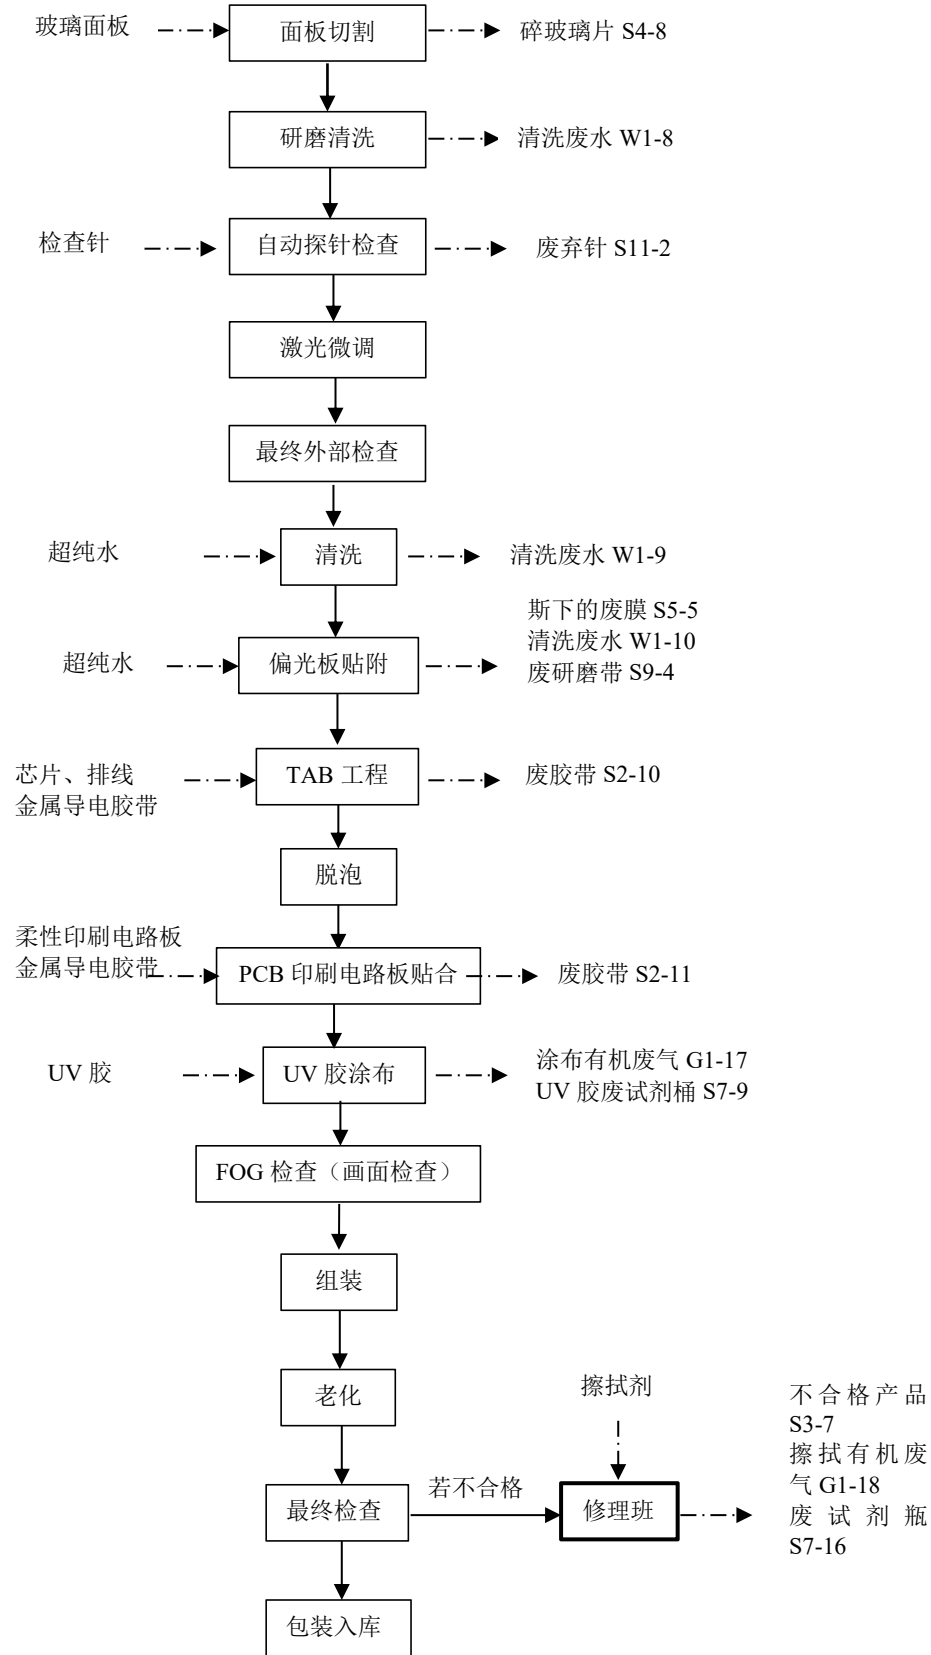 玻璃面板
面板切割
碎玻璃片 S4-8
研磨清洗
清洗废水 W1-8
检查针
自动探针检查
废弃针 S11-2
激光微调
最终外部检查
超纯水
清洗
清洗废水 W1-9
超纯水
偏光板贴附
斯下的废膜 S5-5
清洗废水 W1-10
废研磨带 S9-4
芯片、排线
金属导电胶带
TAB 工程
废胶带 S2-10
脱泡
柔性印刷电路板
金属导电胶带
PCB 印刷电路板贴合
废胶带 S2-11
UV 胶
UV 胶涂布
涂布有机废气 G1-17
UV 胶废试剂桶 S7-9
FOG 检查（画面检查）
组装
老化
最终检查
若不合格
擦拭剂
修理班
不合格产品
S3-7
擦拭有机废
气 G1-18
废试剂瓶
S7-16
包装入库